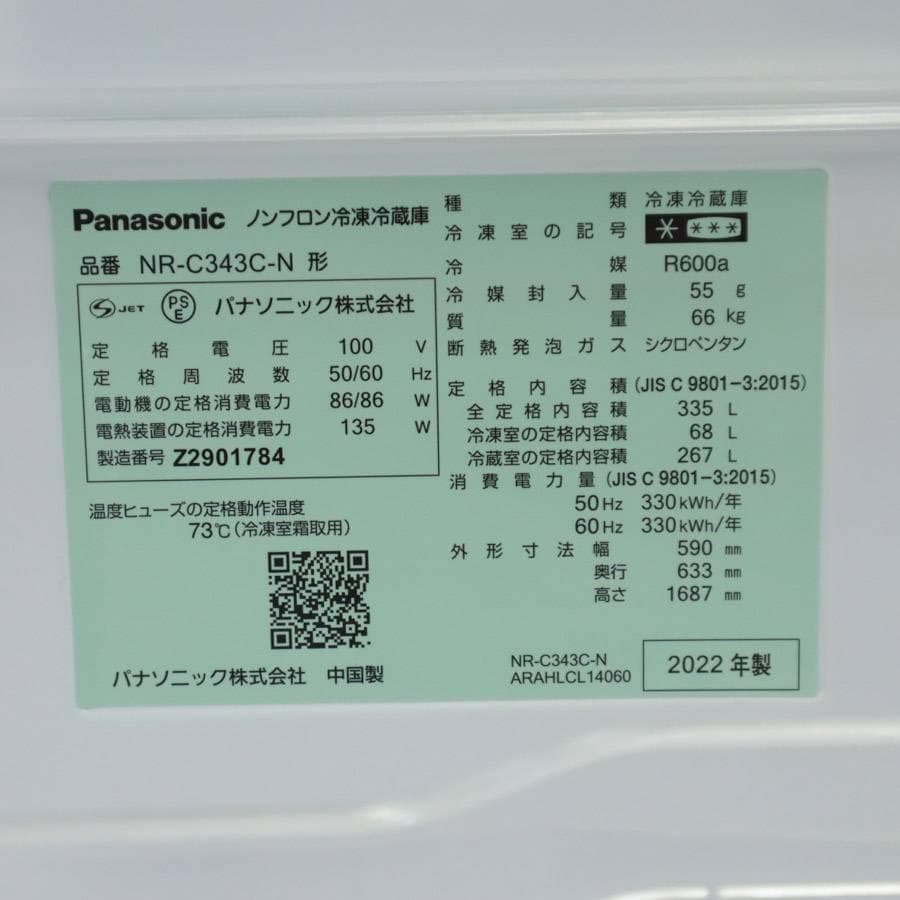 Panasonic ノンフロン冷凍冷蔵庫
品番 NR-C343C-N 形
S JET PS E パナソニック株式会社
定格電圧 100 V
定格周波数 50/60 Hz
電動機の定格消費電力 86/86 W
電熱装置の定格消費電力 135 W
製造番号 Z2901784
温度ヒューズの定格動作温度
73℃(冷凍室霜取用)
パナソニック株式会社 中国製
種類 冷凍冷蔵庫
冷凍室の記号 * ***
冷媒 R600a
冷媒封入量 55 g
質量 66 kg
断熱発泡ガス シクロペンタン
定格内容積 (JIS C 9801-3:2015)
全定格内容積 335 L
冷凍室の定格内容積 68 L
冷蔵室の定格内容積 267 L
消費電力量 (JIS C 9801-3:2015)
50Hz 330kWh/年
60Hz 330kWh/年
外形寸法幅 590 mm
奥行 633 mm
高さ 1687 mm
NR-C343C-N
ARAHLCL14060
2022年製